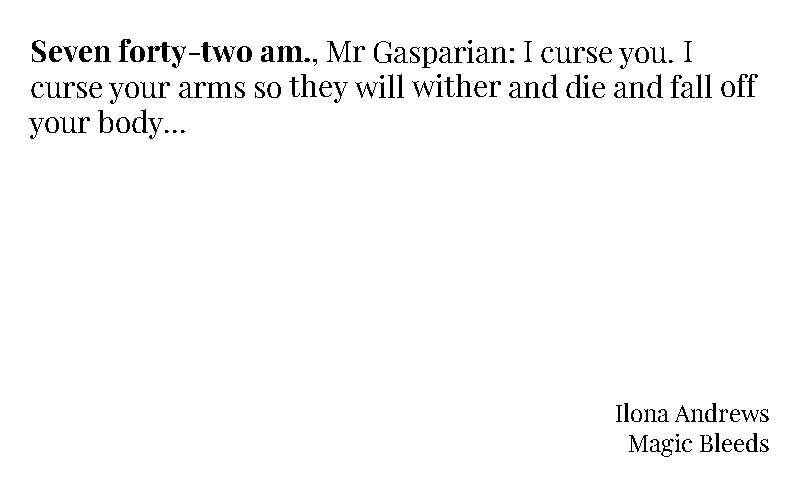 Seven forty-two am., Mr Gasparian: I curse you. I
curse your arms so they will wither and die and fall off
your body...
Ilona Andrews
Magic Bleeds